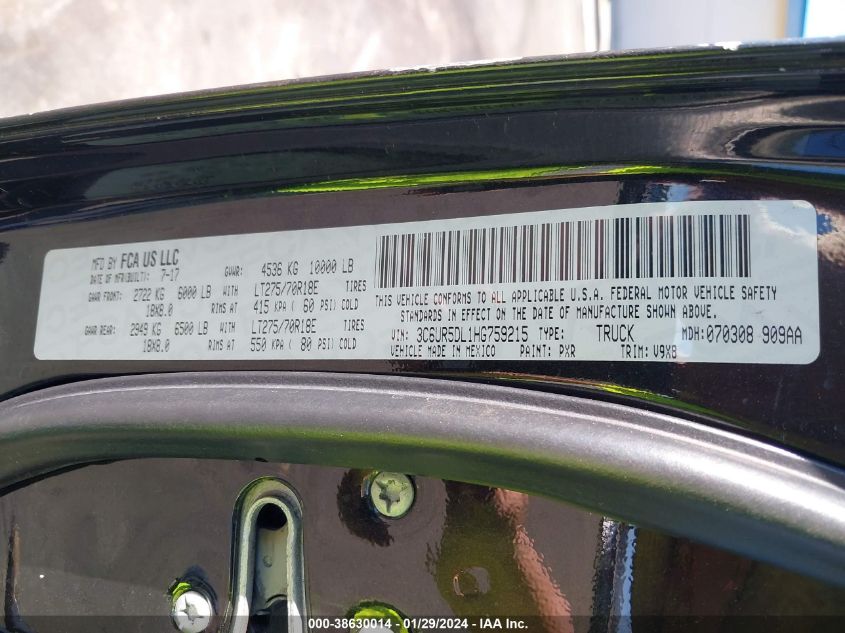 MFD BY FCA US LLC
DATE OF MFR(BUILT): 7-17
GVWR: 4536 KG 10000 LB
GAWR FRONT: 2722 KG 6000 LB WITH LT275/70R18E TIRES
18X8.0 RIMS AT 415 KPA ( 60 PSI) COLD
GAWR REAR: 2949 KG 6500 LB WITH LT275/70R18E TIRES
18X8.0 RIMS AT 550 KPA ( 80 PSI) COLD
THIS VEHICLE CONFORMS TO ALL APPLICABLE U.S.A. FEDERAL MOTOR VEHICLE SAFETY
STANDARDS IN EFFECT ON THE DATE OF MANUFACTURE SHOWN ABOVE.
VIN: 3C6UR5DL1HG759215 TYPE: TRUCK MDH: 070308 909AA
VEHICLE MADE IN MEXICO PAINT: PXR TRIM: V9X8
000-38630014 - 01/29/2024 - IAA Inc.